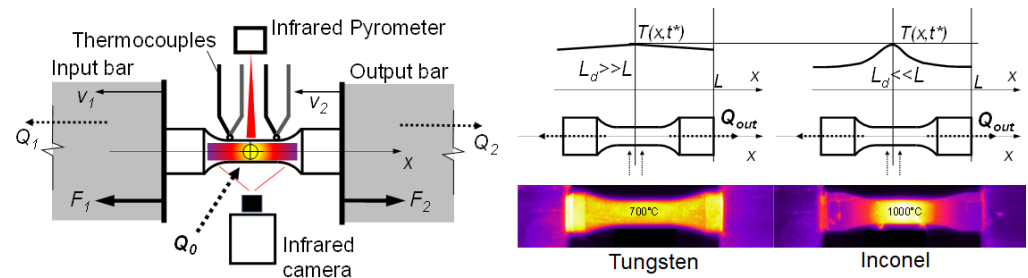 Infrared Pyrometer
Thermocouples
Input bar
Output bar
v1
v2
Q1
Q2
x
F1
F2
Q0
Infrared
camera
T(x,t*)
T(x,t*)
Ld>>L
L
x
Ld<<L
L
x
Qout
x
Qout
x
700°C
1000°C
Tungsten
Inconel